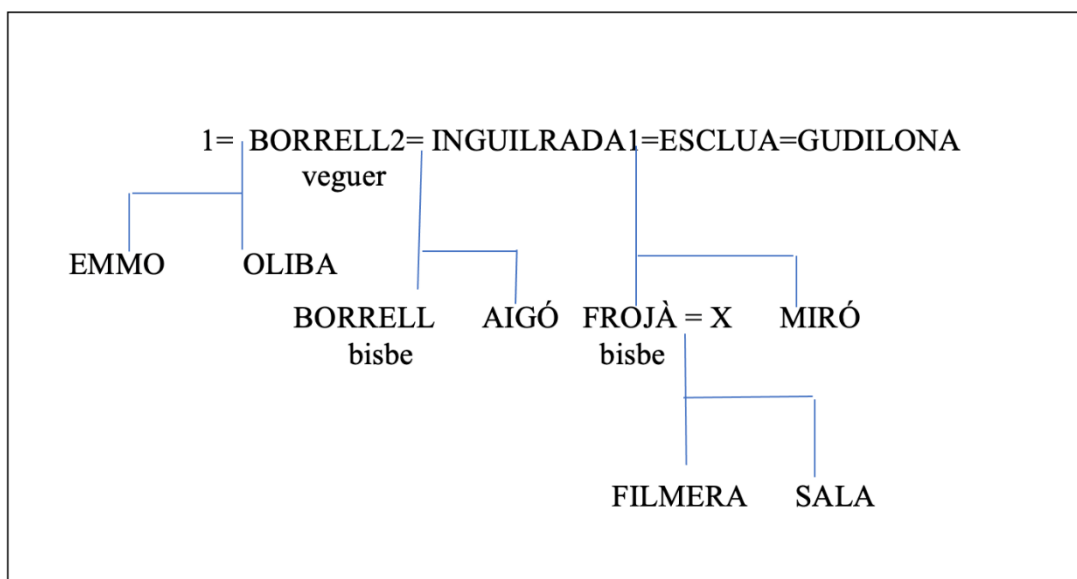 1= BORRELL2= INGUILRADA1=ESCLUA=GUDILONA
veguer
EMMO OLIBA
BORRELL AIGÓ FROJÀ = X MIRÓ
bisbe bisbe
FILMERA SALA